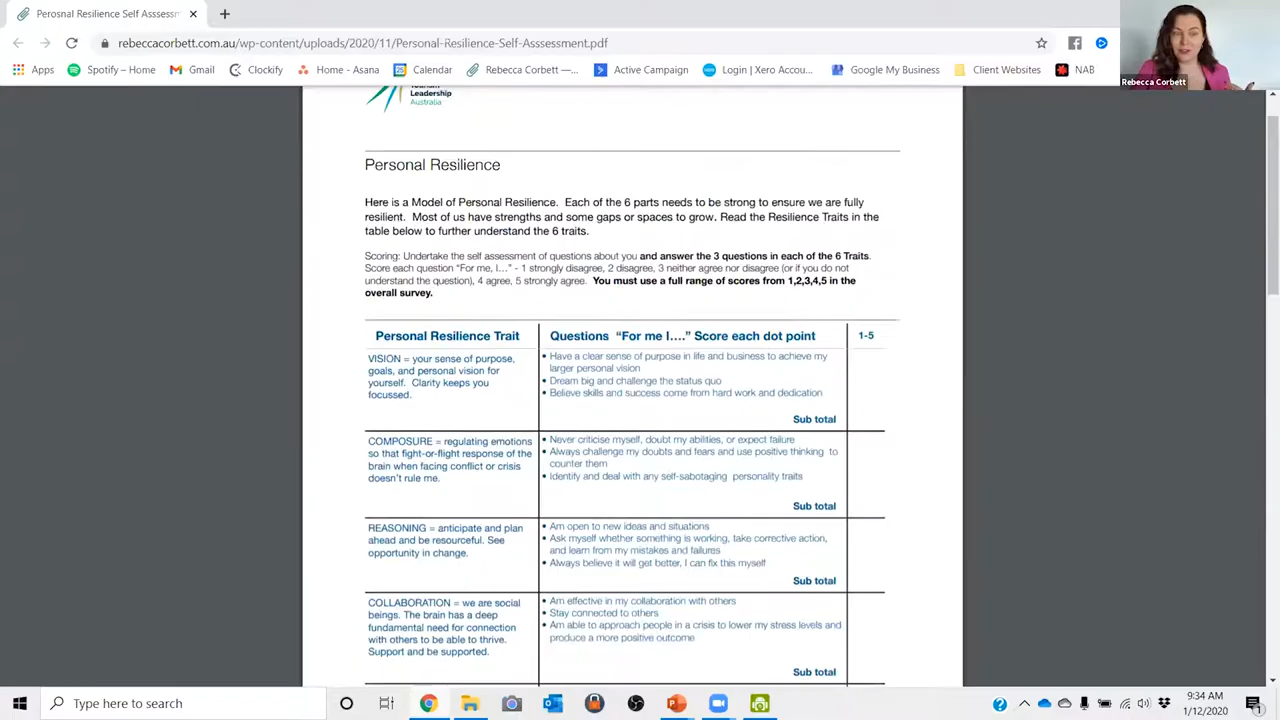 Personal Resilience Self Assessm
rebeccacorbett.com.au/wp-content/uploads/2020/11/Personal-Resilience-Self-Asssessment.pdf
Apps
Spotify – Home
Gmail
Clockify
Home - Asana
Calendar
Rebecca Corbett —...
Active Campaign
Login | Xero Accou...
Google My Business
Client Websites
NAB
Rebecca Corbett
Leadership
Australia
Personal Resilience
Here is a Model of Personal Resilience. Each of the 6 parts needs to be strong to ensure we are fully
resilient. Most of us have strengths and some gaps or spaces to grow. Read the Resilience Traits in the
table below to further understand the 6 traits.
Scoring: Undertake the self assessment of questions about you and answer the 3 questions in each of the 6 Traits.
Score each question “For me, I…” - 1 strongly disagree, 2 disagree, 3 neither agree nor disagree (or if you do not
understand the question), 4 agree, 5 strongly agree. You must use a full range of scores from 1,2,3,4,5 in the
overall survey.
Personal Resilience Trait
Questions “For me I….” Score each dot point
1-5
VISION = your sense of purpose,
goals, and personal vision for
yourself. Clarity keeps you
focussed.
• Have a clear sense of purpose in life and business to achieve my
larger personal vision
• Dream big and challenge the status quo
• Believe skills and success come from hard work and dedication
Sub total
COMPOSURE = regulating emotions
so that fight-or-flight response of the
brain when facing conflict or crisis
doesn't rule me.
• Never criticise myself, doubt my abilities, or expect failure
• Always challenge my doubts and fears and use positive thinking to
counter them
• Identify and deal with any self-sabotaging personality traits
Sub total
REASONING = anticipate and plan
ahead and be resourceful. See
opportunity in change.
• Am open to new ideas and situations
• Ask myself whether something is working, take corrective action,
and learn from my mistakes and failures
• Always believe it will get better, I can fix this myself
Sub total
COLLABORATION = we are social
beings. The brain has a deep
fundamental need for connection
with others to be able to thrive.
Support and be supported.
• Am effective in my collaboration with others
• Stay connected to others
• Am able to approach people in a crisis to lower my stress levels and
produce a more positive outcome
Sub total
Type here to search
9:34 AM
1/12/2020